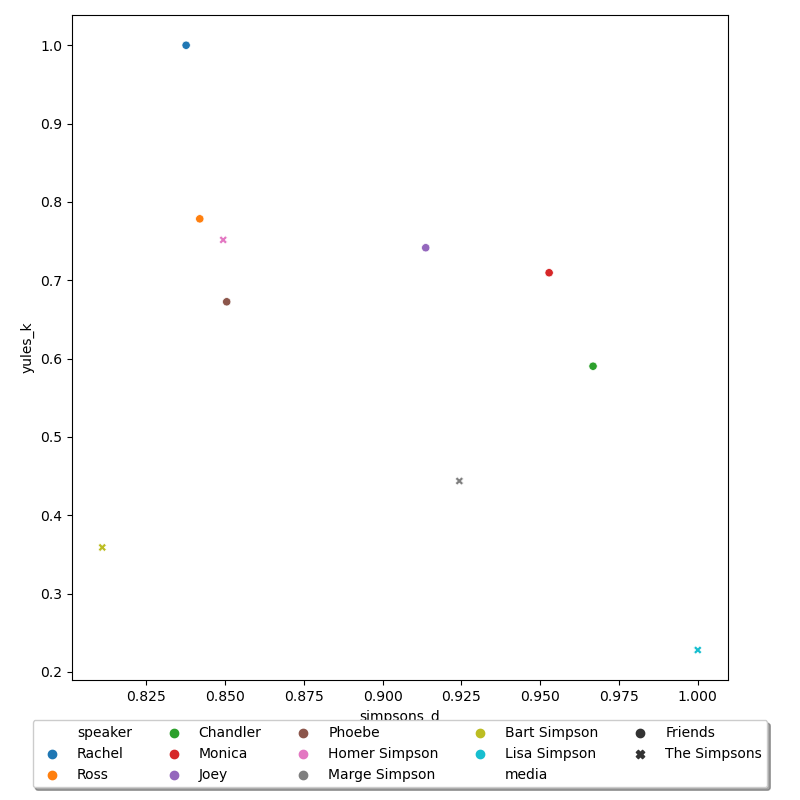 1.0
0.9
0.8
0.7
0.6
0.5
0.4
0.3
0.2
yules_k
0.825 0.850 0.875 0.900 0.925 0.950 0.975 1.000
simpsons_d
speaker Chandler Phoebe Bart Simpson Friends
Rachel Monica Homer Simpson Lisa Simpson The Simpsons
Ross Joey Marge Simpson media